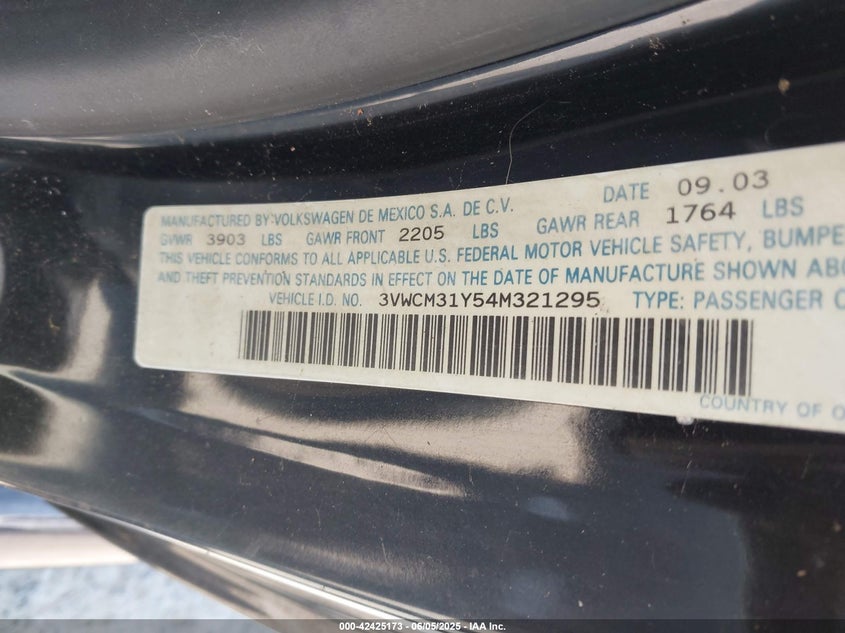 MANUFACTURED BY:VOLKSWAGEN DE MEXICO S.A. DE C.V. DATE 09.03
GVWR 3903 LBS GAWR FRONT 2205 LBS GAWR REAR 1764 LBS
THIS VEHICLE CONFORMS TO ALL APPLICABLE U.S. FEDERAL MOTOR VEHICLE SAFETY, BUMPE
AND THEFT PREVENTION STANDARDS IN EFFECT ON THE DATE OF MANUFACTURE SHOWN ABO
VEHICLE I.D. NO. 3VWCM31Y54M321295 TYPE: PASSENGER C
COUNTRY OF O
000-42425173 - 06/05/2025 - IAA Inc.